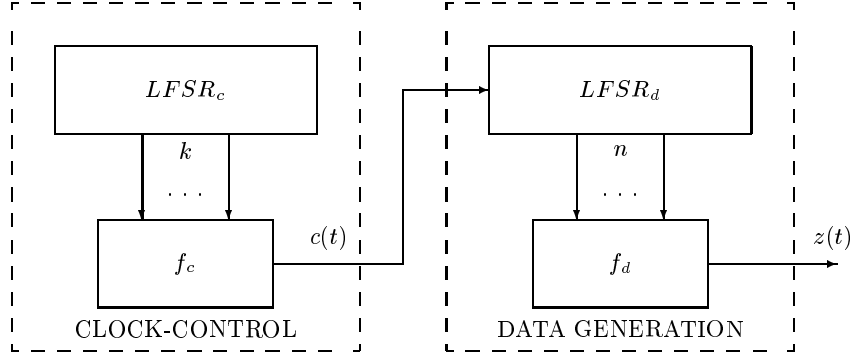 LFSR_c LFSR_d
k n
. . . . . .
c(t) z(t)
f_c f_d
CLOCK-CONTROL DATA GENERATION